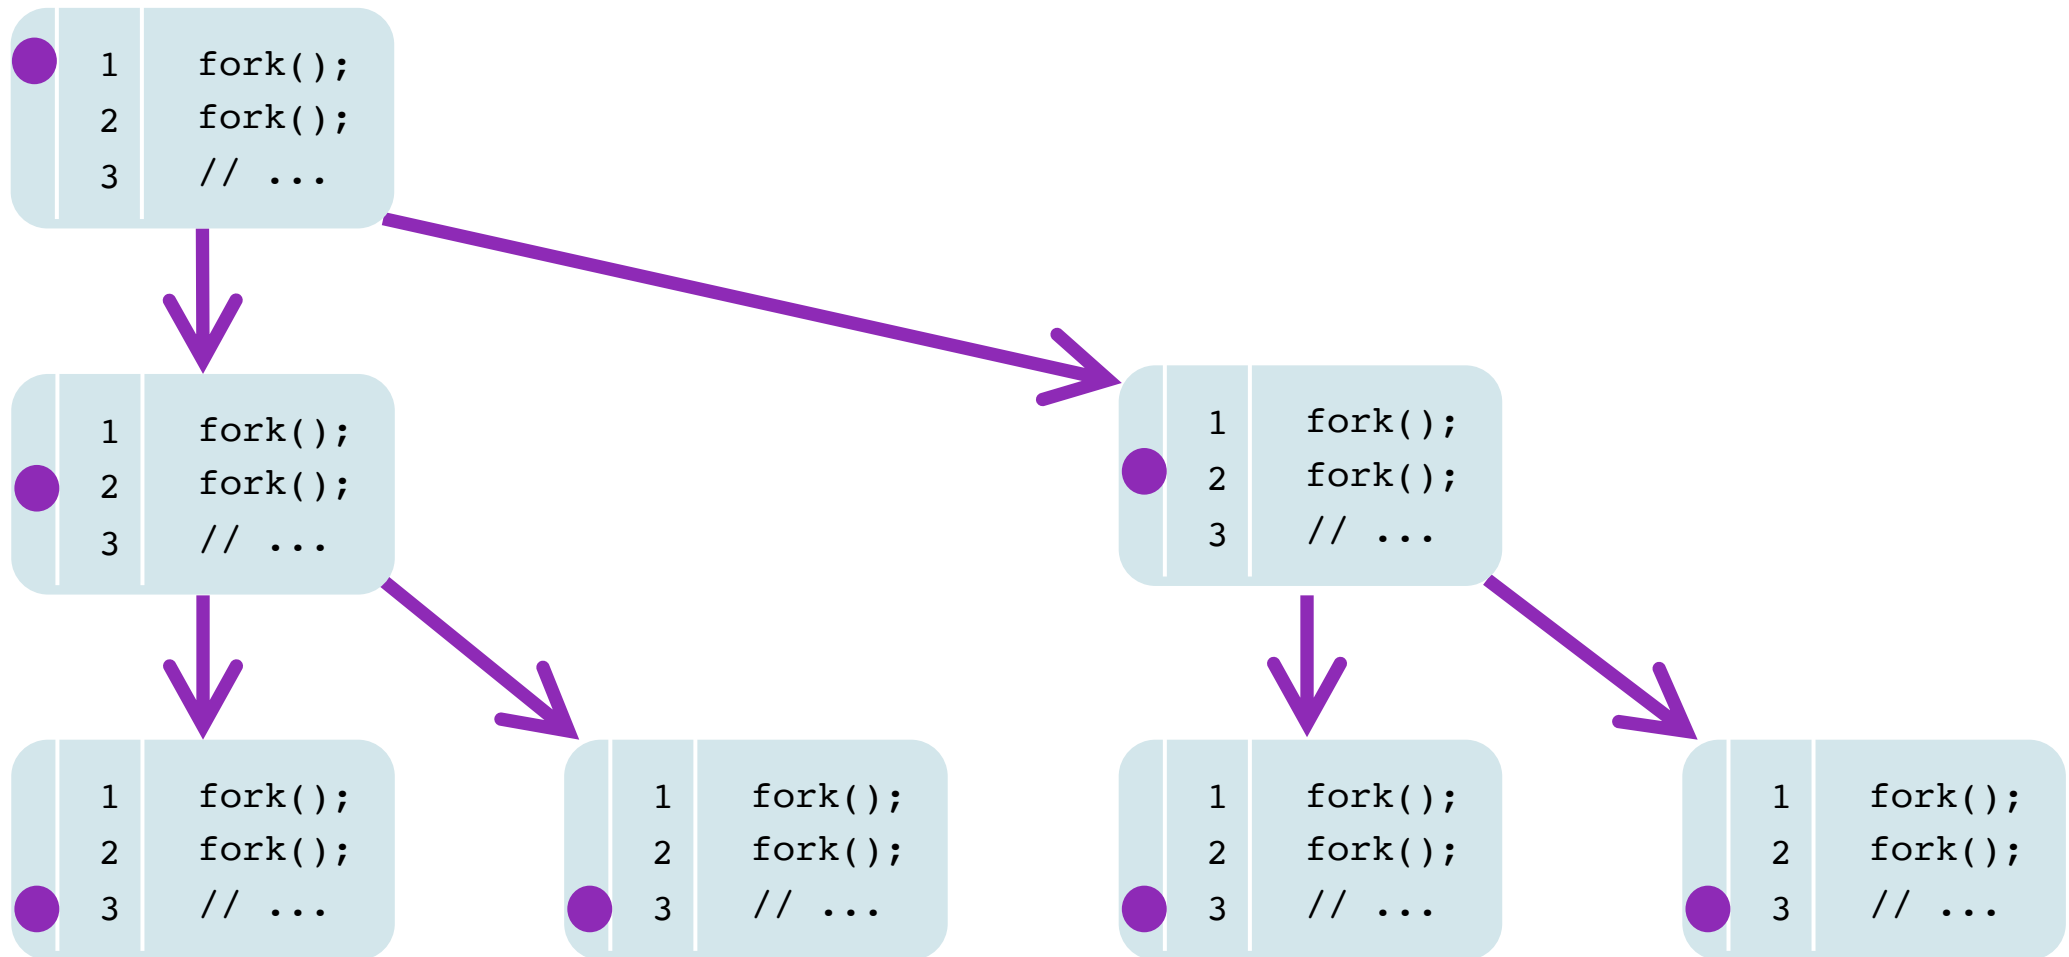 1 fork();
2 fork();
3 // ...
1 fork();
2 fork();
3 // ...
1 fork();
2 fork();
3 // ...
1 fork();
2 fork();
3 // ...
1 fork();
2 fork();
3 // ...
1 fork();
2 fork();
3 // ...
1 fork();
2 fork();
3 // ...